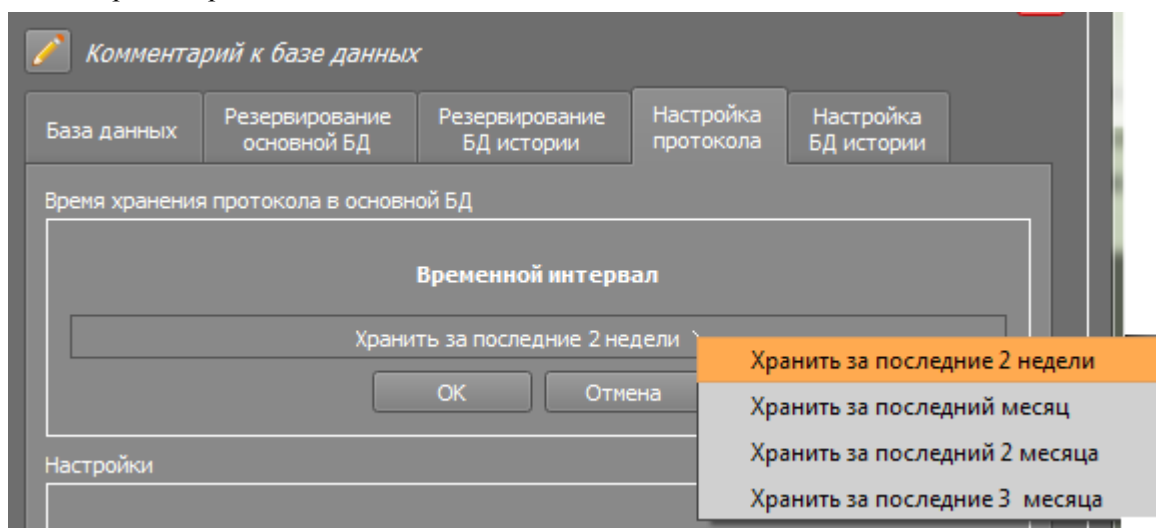 Комментарий к базе данных
База данных
Резервирование
основной БД
Резервирование
БД истории
Настройка
протокола
Настройка
БД истории
Время хранения протокола в основной БД
Временной интервал
Хранить за последние 2 недели
ОК
Отмена
Хранить за последние 2 недели
Хранить за последний месяц
Хранить за последний 2 месяца
Хранить за последние 3 месяца
Настройки